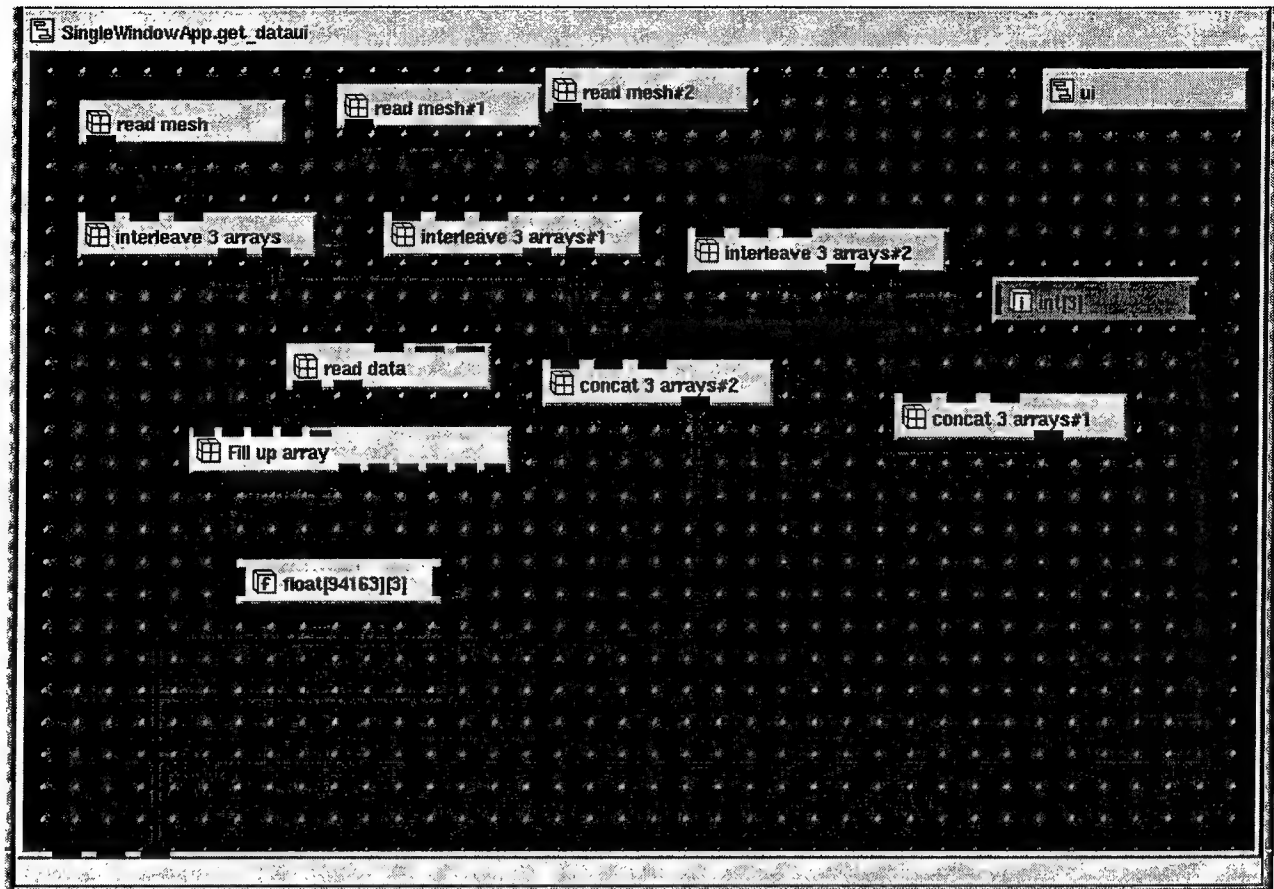 SingleWindowApp.get_dataui
read mesh
read mesh#1
read mesh#2
ui
interleave 3 arrays
interleave 3 arrays#1
interleave 3 arrays#2
int[3]
read data
concat 3 arrays#2
concat 3 arrays#1
Fill up array
float[94163][3]